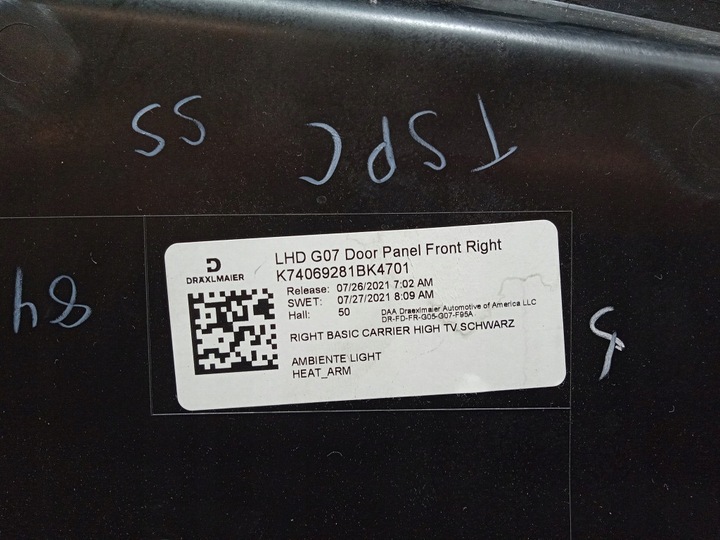 SS
TSPC
48
DRÄXLMAIER
LHD G07 Door Panel Front Right
K74069281BK4701
Release: 07/26/2021 7:02 AM
SWET: 07/27/2021 8:09 AM
Hall: 50
DAA Draexlmaier Automotive of America LLC
DR-FD-FR-G05-G07-F95A
RIGHT BASIC CARRIER HIGH TV SCHWARZ
AMBIENTE LIGHT
HEAT_ARM